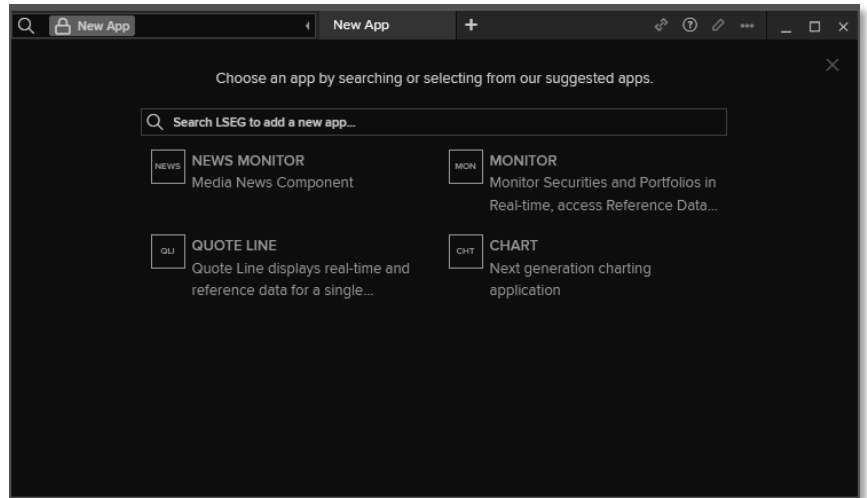 New App
New App
+
Choose an app by searching or selecting from our suggested apps.
Search LSEG to add a new app...
NEWS
NEWS MONITOR
Media News Component
MON
MONITOR
Monitor Securities and Portfolios in
Real-time, access Reference Data...
QLI
QUOTE LINE
Quote Line displays real-time and
reference data for a single...
CHT
CHART
Next generation charting
application